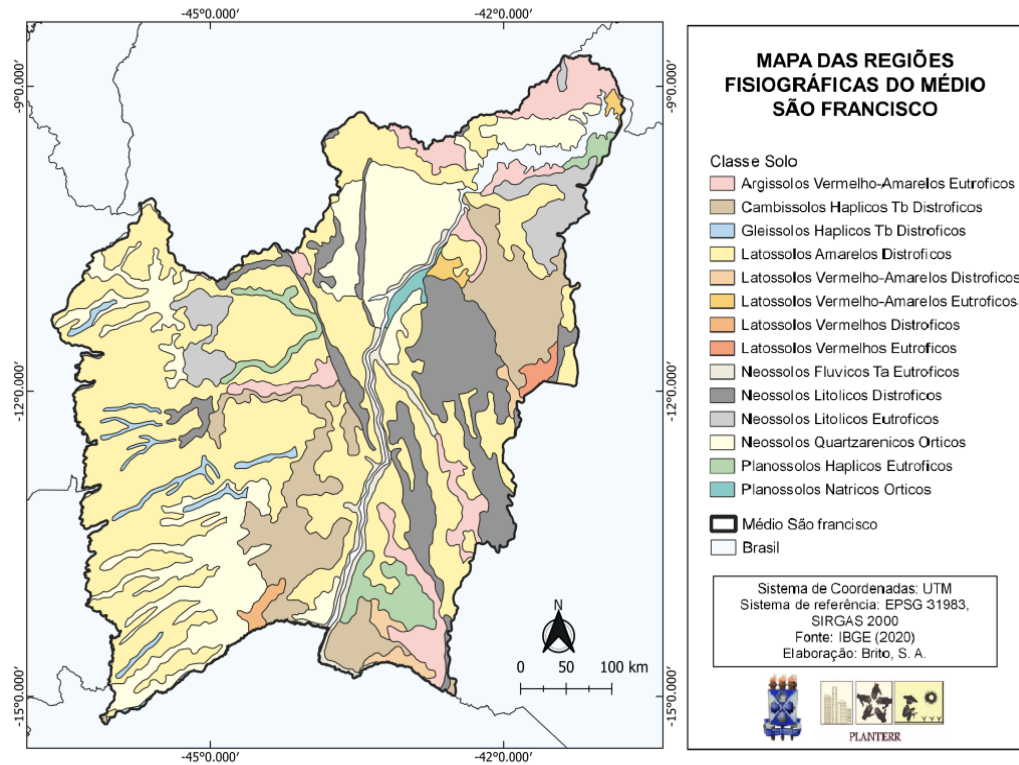 -45°0.000'
-42°0.000'
-9°0.000'
-9°0.000'
-12°0.000'
-12°0.000'
-15°0.000'
-15°0.000'
N
0 50 100 km
-45°0.000'
-42°0.000'
MAPA DAS REGIÕES
FISIOGRÁFICAS DO MÉDIO
SÃO FRANCISCO
Classe Solo
Argissolos Vermelho-Amarelos Eutroficos
Cambissolos Haplicos Tb Distroficos
Gleissolos Haplicos Tb Distroficos
Latossolos Amarelos Distroficos
Latossolos Vermelho-Amarelos Distroficos
Latossolos Vermelho-Amarelos Eutroficos
Latossolos Vermelhos Distroficos
Latossolos Vermelhos Eutroficos
Neossolos Fluvicos Ta Eutroficos
Neossolos Litolicos Distroficos
Neossolos Litolicos Eutroficos
Neossolos Quartzarenicos Orticos
Planossolos Haplicos Eutroficos
Planossolos Natricos Orticos
Médio São francisco
Brasil
Sistema de Coordenadas: UTM
Sistema de referência: EPSG 31983,
SIRGAS 2000
Fonte: IBGE (2020)
Elaboração: Brito, S. A.
PLANTERR